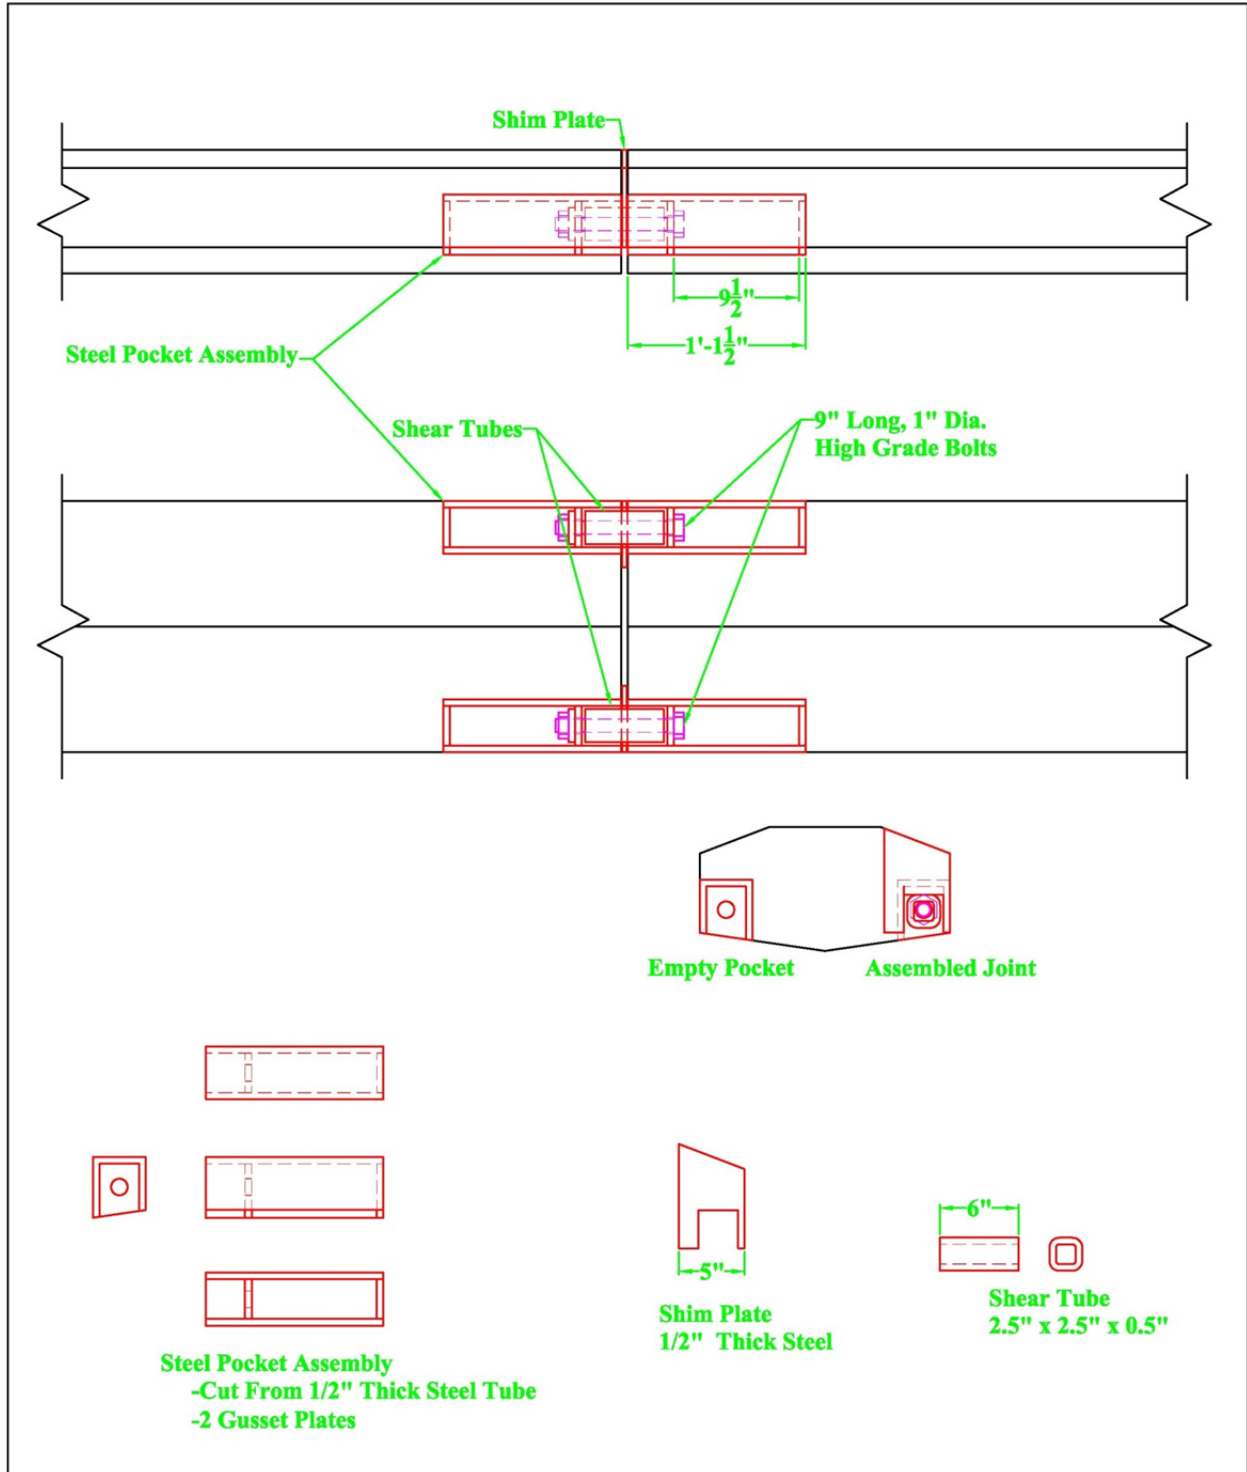 Shim Plate
9 1/2"
1'-1 1/2"
Steel Pocket Assembly
Shear Tubes
9" Long, 1" Dia.
High Grade Bolts
Empty Pocket
Assembled Joint
6"
5"
Shim Plate
1/2" Thick Steel
Shear Tube
2.5" x 2.5" x 0.5"
Steel Pocket Assembly
-Cut From 1/2" Thick Steel Tube
-2 Gusset Plates